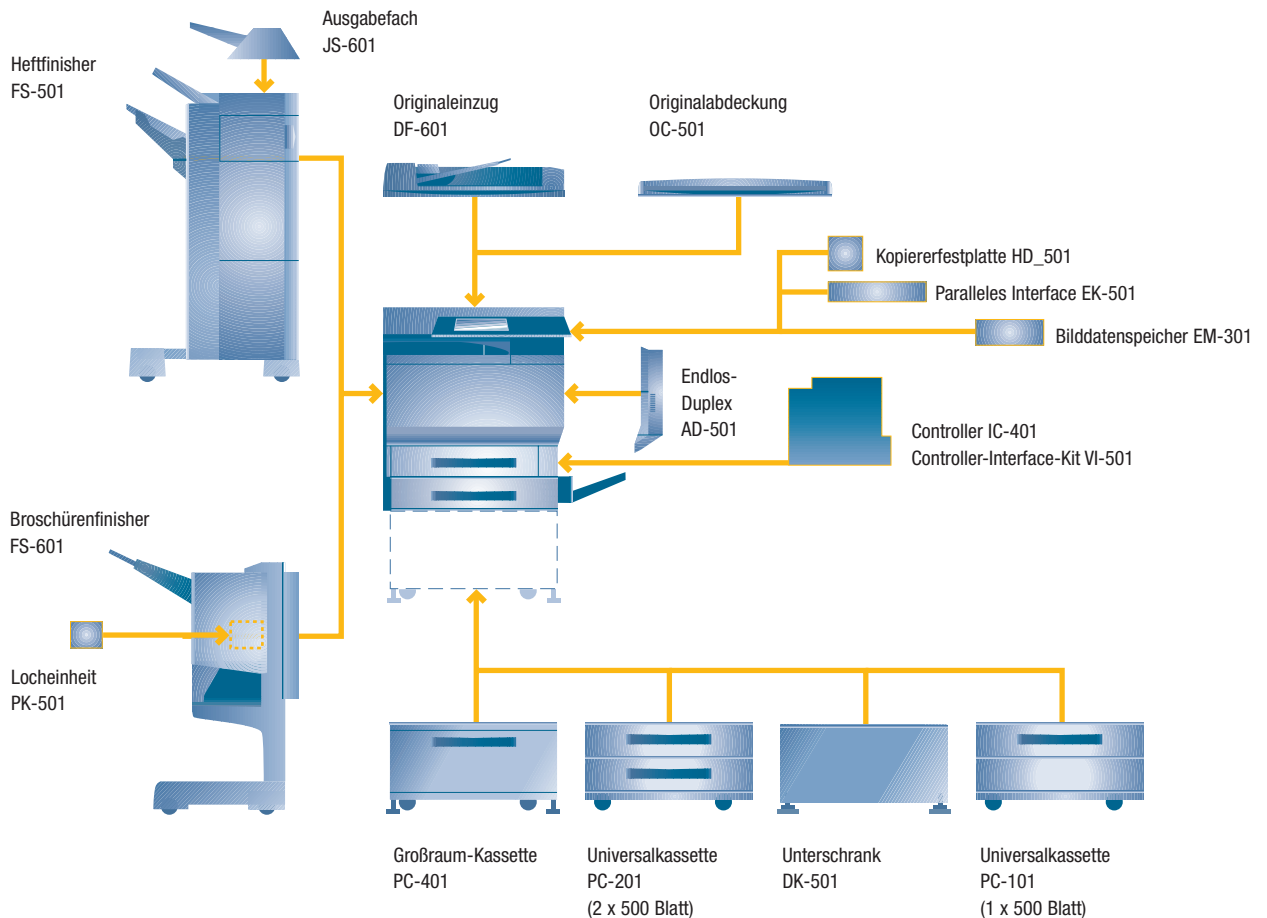 Ausgabefach
JS-601
Heftfinisher
FS-501
Originaleinzug
DF-601
Originalabdeckung
OC-501
Kopiererfestplatte HD_501
Paralleles Interface EK-501
Bilddatenspeicher EM-301
Endlos-
Duplex
AD-501
Controller IC-401
Controller-Interface-Kit VI-501
Broschürenfinisher
FS-601
Locheinheit
PK-501
Großraum-Kassette
PC-401
Universalkassette
PC-201
(2 x 500 Blatt)
Unterschrank
DK-501
Universalkassette
PC-101
(1 x 500 Blatt)